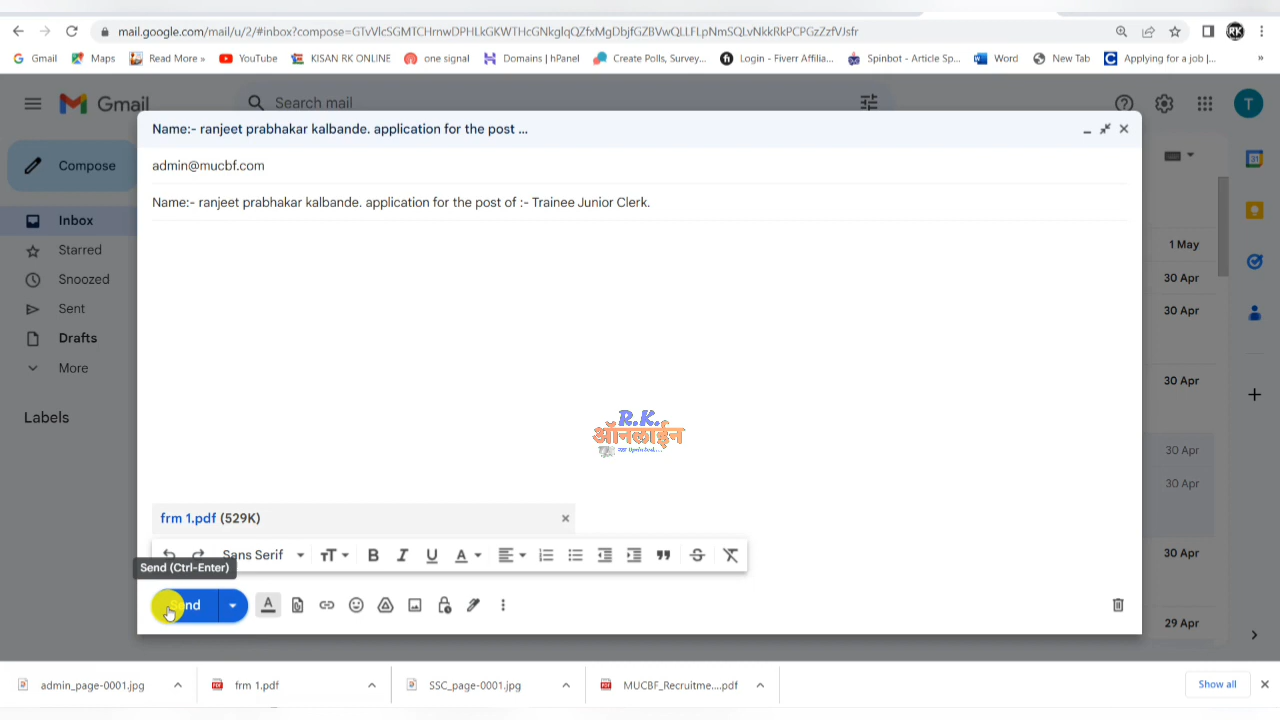 mail.google.com/mail/u/2/#inbox?compose=GTvVlcSGMTCHrnwDPHLkGKWTHcGNkglqQZfxMgDbjfGZBVwQLLFLpNmSQLvNkkRkPCPGzZzfVJsfr
RK
Gmail Maps Read More » YouTube KISAN RK ONLINE one signal Domains | hPanel Create Polls, Survey... Login - Fiverr Affilia... Spinbot - Article Sp... Word New Tab Applying for a job |... »
Gmail
Search mail
T
Compose
Inbox
Starred
Snoozed
Sent
Drafts
More
Labels
Name:- ranjeet prabhakar kalbande. application for the post ...
admin@mucbf.com
Name:- ranjeet prabhakar kalbande. application for the post of :- Trainee Junior Clerk.
1 May
30 Apr
30 Apr
30 Apr
30 Apr
30 Apr
30 Apr
29 Apr
R.K.
ऑनलाईन
frm 1.pdf (529K)
Sans Serif
Send (Ctrl-Enter)
Send
admin_page-0001.jpg
frm 1.pdf
SSC_page-0001.jpg
MUCBF_Recruitme....pdf
Show all